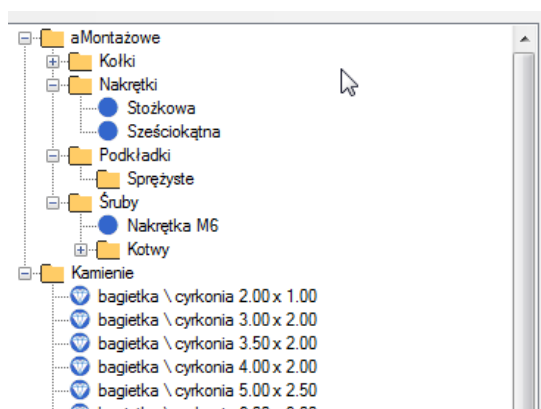 aMontażowe
Kołki
Nakrętki
Stożkowa
Sześciokątna
Podkładki
Sprężyste
Śruby
Nakrętka M6
Kotwy
Kamienie
bagietka \ cyrkonia 2.00 x 1.00
bagietka \ cyrkonia 3.00 x 2.00
bagietka \ cyrkonia 3.50 x 2.00
bagietka \ cyrkonia 4.00 x 2.00
bagietka \ cyrkonia 5.00 x 2.50